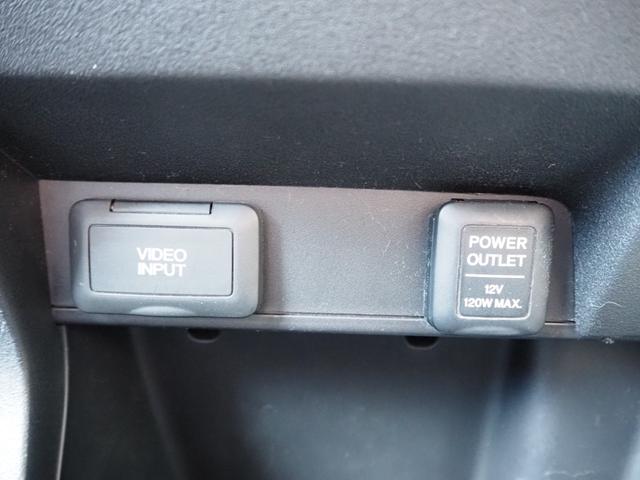 VIDEO
INPUT
POWER
OUTLET
12V
120W MAX.